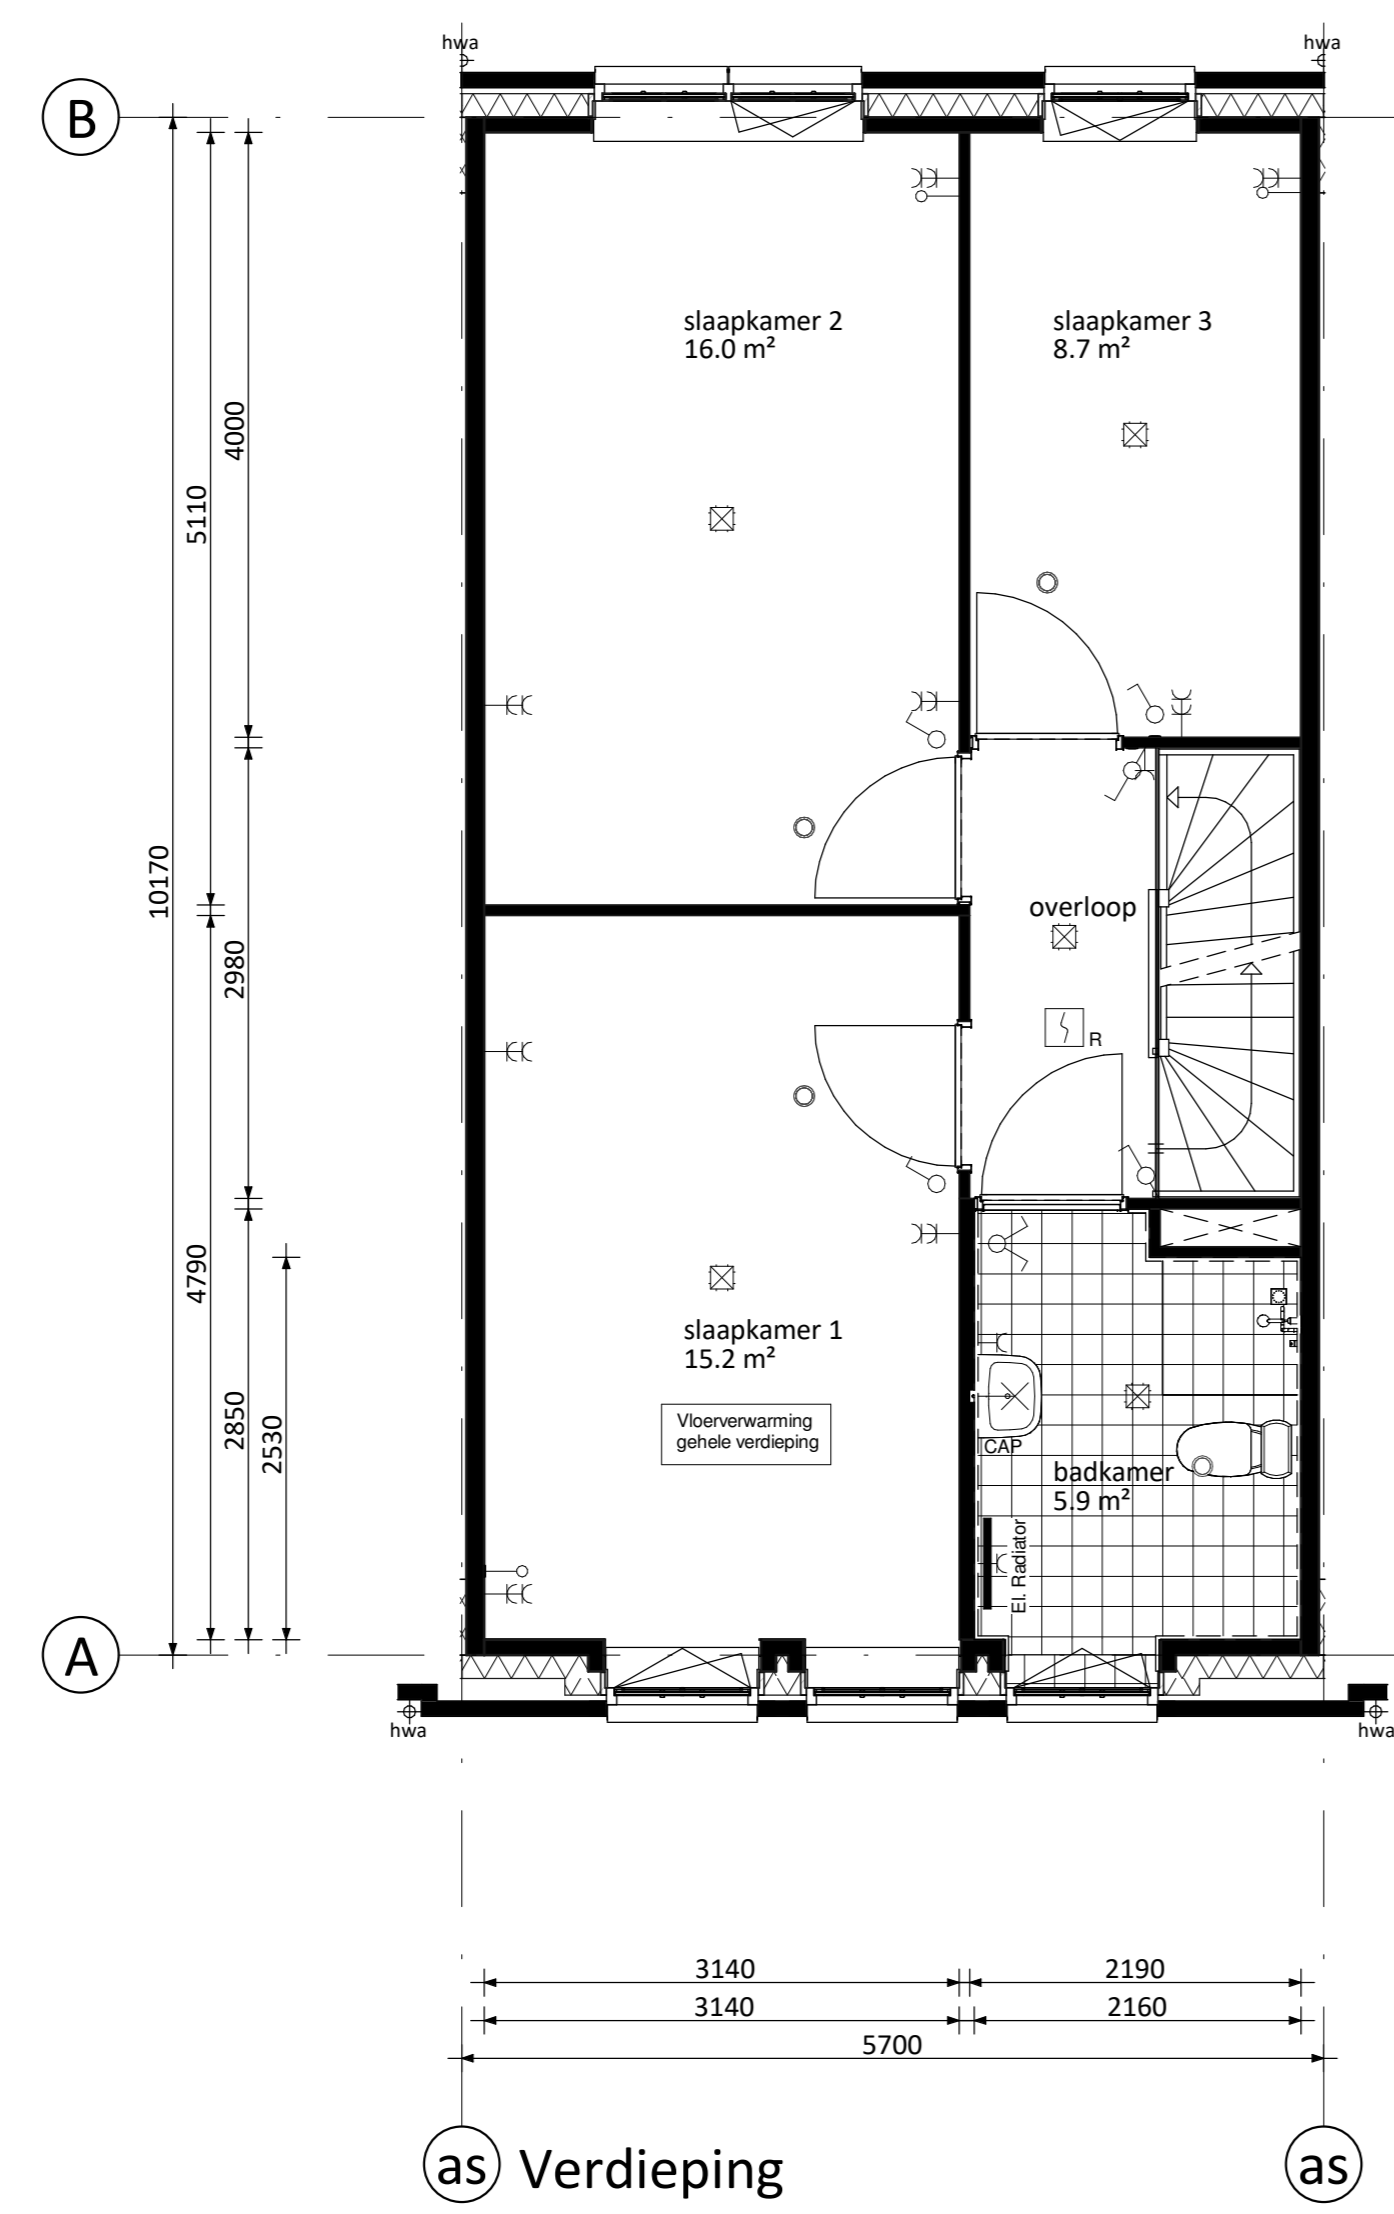 hwa
hwa
B
slaapkamer 2
16.0 m²
slaapkamer 3
8.7 m²
4000
5110
10170
overloop
2980
R
4790
slaapkamer 1
15.2 m²
2850
2530
Vloerverwarming
gehele verdieping
CAP
badkamer
5.9 m²
El. Radiator
A
hwa
hwa
3140
2190
3140
2160
5700
as
Verdieping
as